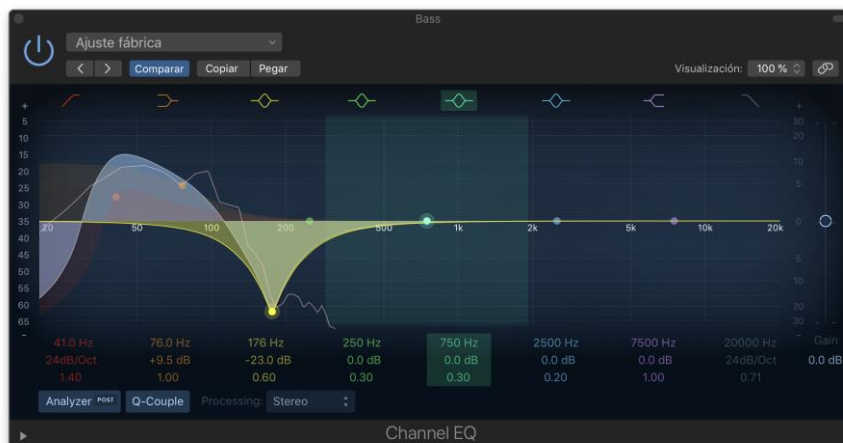 Bass
Ajuste fábrica
Comparar Copiar Pegar Visualización: 100 %
+ +
5 30
10 20
15
20 10
25 5
30
35 0
20 50 100 200 500 1k 2k 5k 10k 20k
40
45 5
50 10
55
60 20
65 30
- -
41.0 Hz 76.0 Hz 176 Hz 250 Hz 750 Hz 2500 Hz 7500 Hz 20000 Hz Gain
24dB/Oct +9.5 dB -23.0 dB 0.0 dB 0.0 dB 0.0 dB 0.0 dB 24dB/Oct 0.0 dB
1.40 1.00 0.60 0.30 0.30 0.20 1.00 0.71
Analyzer POST Q-Couple Processing: Stereo
Channel EQ